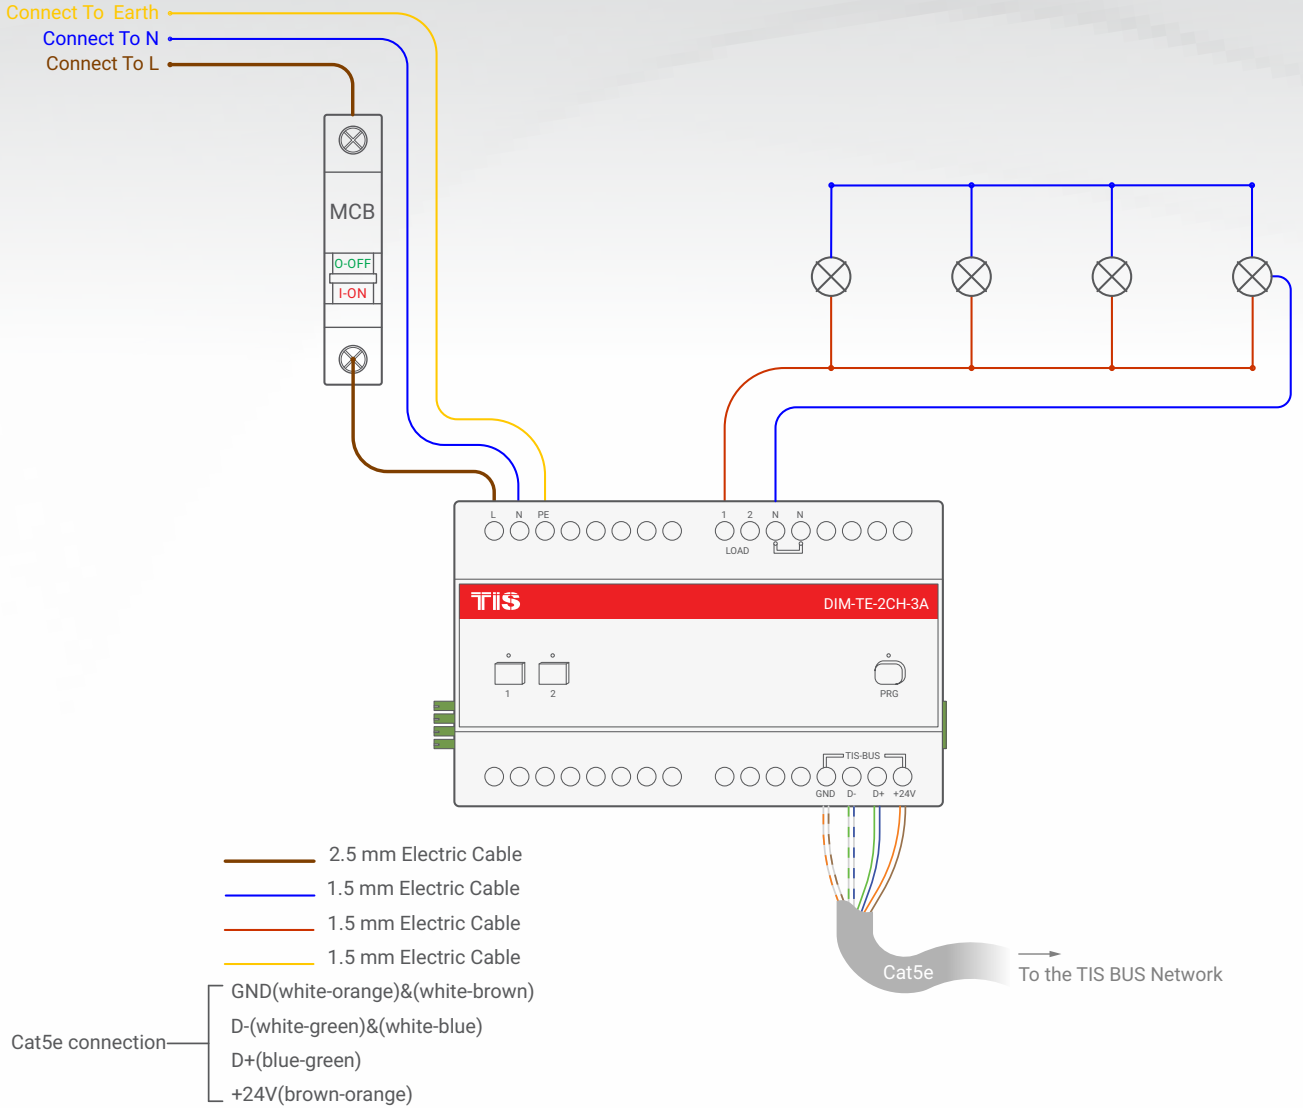 Connect To Earth
Connect To N
Connect To L
MCB
O-OFF
I-ON
L N PE
1 2 N N
LOAD
TIS
DIM-TE-2CH-3A
1 2
PRG
TIS-BUS
GND D- D+ +24V
2.5 mm Electric Cable
1.5 mm Electric Cable
1.5 mm Electric Cable
1.5 mm Electric Cable
Cat5e
To the TIS BUS Network
Cat5e connection
GND(white-orange)&(white-brown)
D-(white-green)&(white-blue)
D+(blue-green)
+24V(brown-orange)